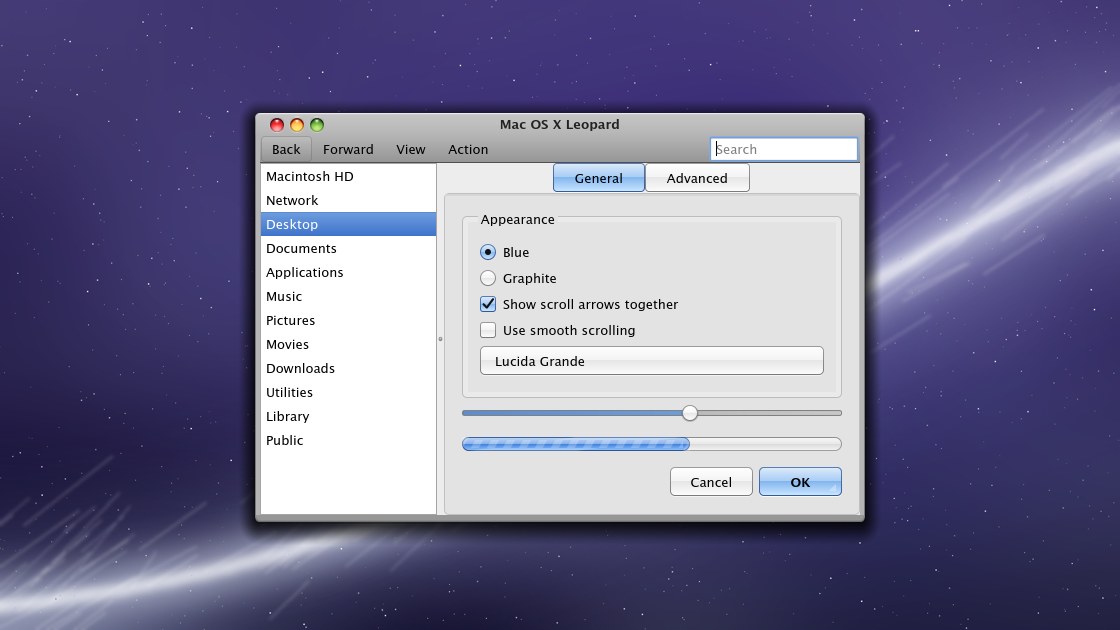 Mac OS X Leopard
Back Forward View Action Search
Macintosh HD
Network
Desktop
Documents
Applications
Music
Pictures
Movies
Downloads
Utilities
Library
Public
General Advanced
Appearance
Blue
Graphite
Show scroll arrows together
Use smooth scrolling
Lucida Grande
Cancel OK